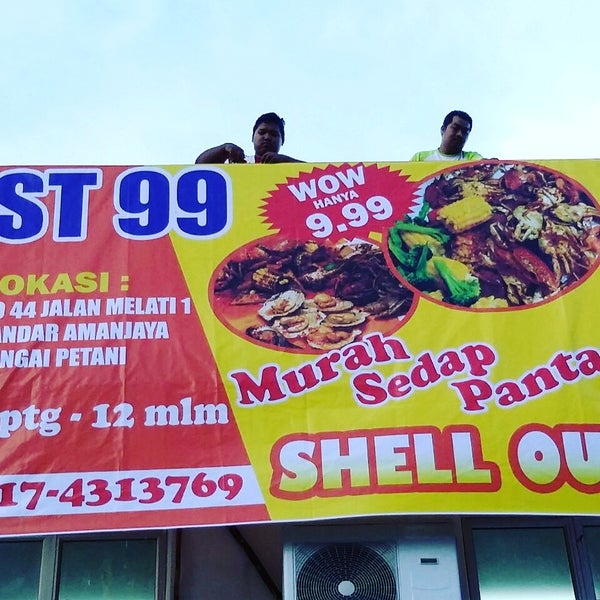 ST 99
OKASI :
44 JALAN MELATI 1
ANDAR AMANJAYA
NGAI PETANI
ptg - 12 mlm
17-4313769
WOW
HANYA
9.99
Murah
Sedap
Panta
SHELL OU